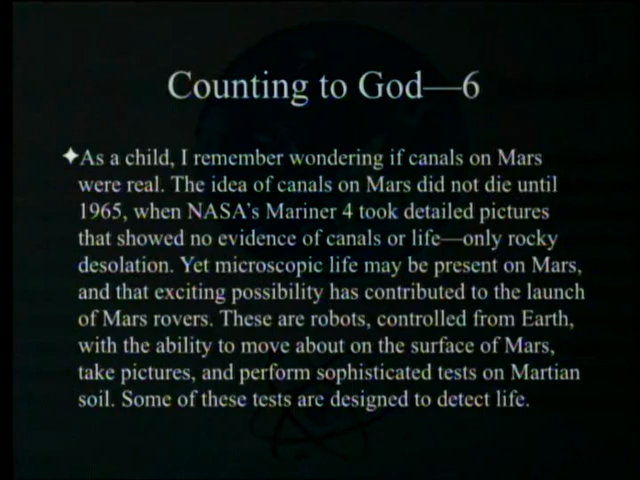 Counting to God—6
✦As a child, I remember wondering if canals on Mars
were real. The idea of canals on Mars did not die until
1965, when NASA's Mariner 4 took detailed pictures
that showed no evidence of canals or life—only rocky
desolation. Yet microscopic life may be present on Mars,
and that exciting possibility has contributed to the launch
of Mars rovers. These are robots, controlled from Earth,
with the ability to move about on the surface of Mars,
take pictures, and perform sophisticated tests on Martian
soil. Some of these tests are designed to detect life.